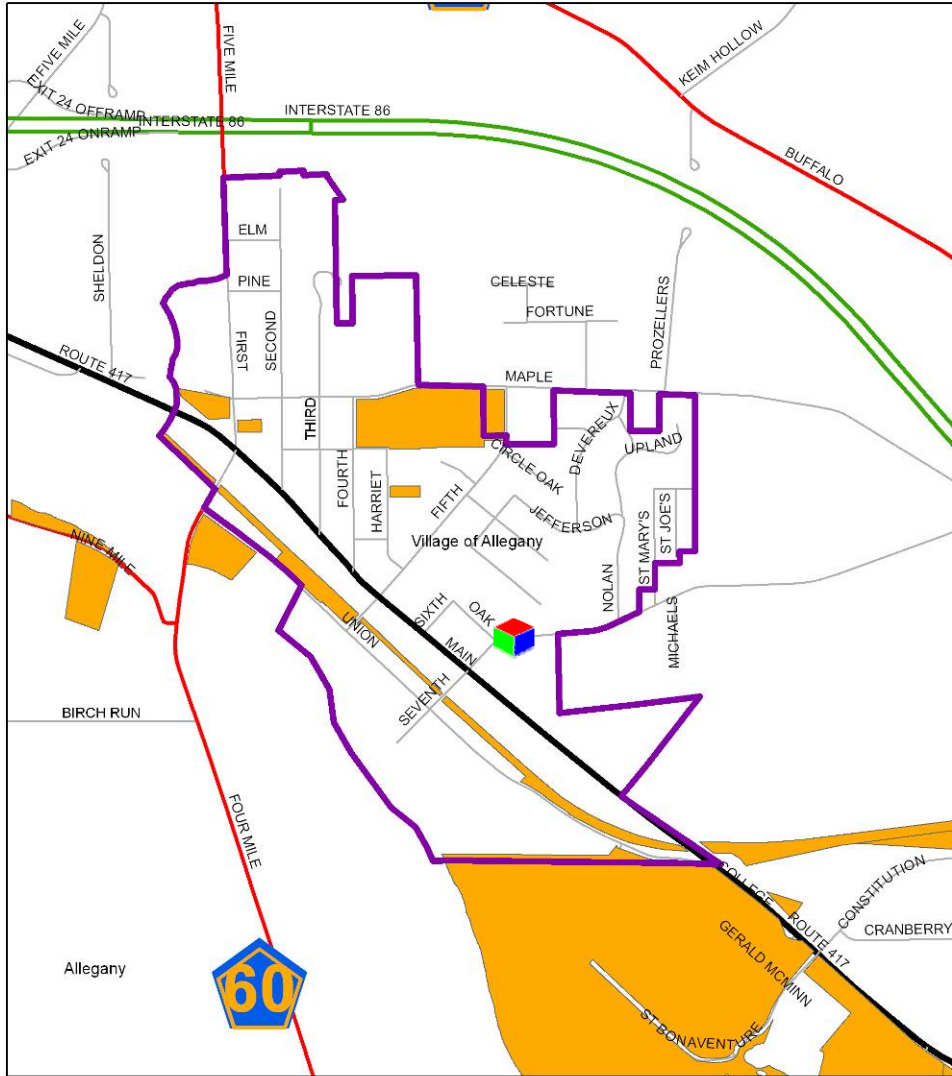 FIVE MILE
FIVE MILE
KEIM HOLLOW
EXIT 24 OFFRAMP
INTERSTATE 86
INTERSTATE 86
EXIT 24 ONRAMP
BUFFALO
SHELDON
ELM
PINE
FIRST
SECOND
CELESTE
FORTUNE
PROZELLERS
ROUTE 417
MAPLE
THIRD
FOURTH
HARRIET
FIFTH
CIRCLE OAK
DEVEREUX
UPLAND
JEFFERSON
Village of Allegany
NINE MILE
NOLAN
ST MARY'S
ST JOE'S
MICHAELS
UNION
SIXTH
OAK
MAIN
SEVENTH
BIRCH RUN
FOUR MILE
COLLEGE
ROUTE 417
CONSTITUTION
CRANBERRY
GERALD MCMINN
ST BONAVENTURE
Allegany
60